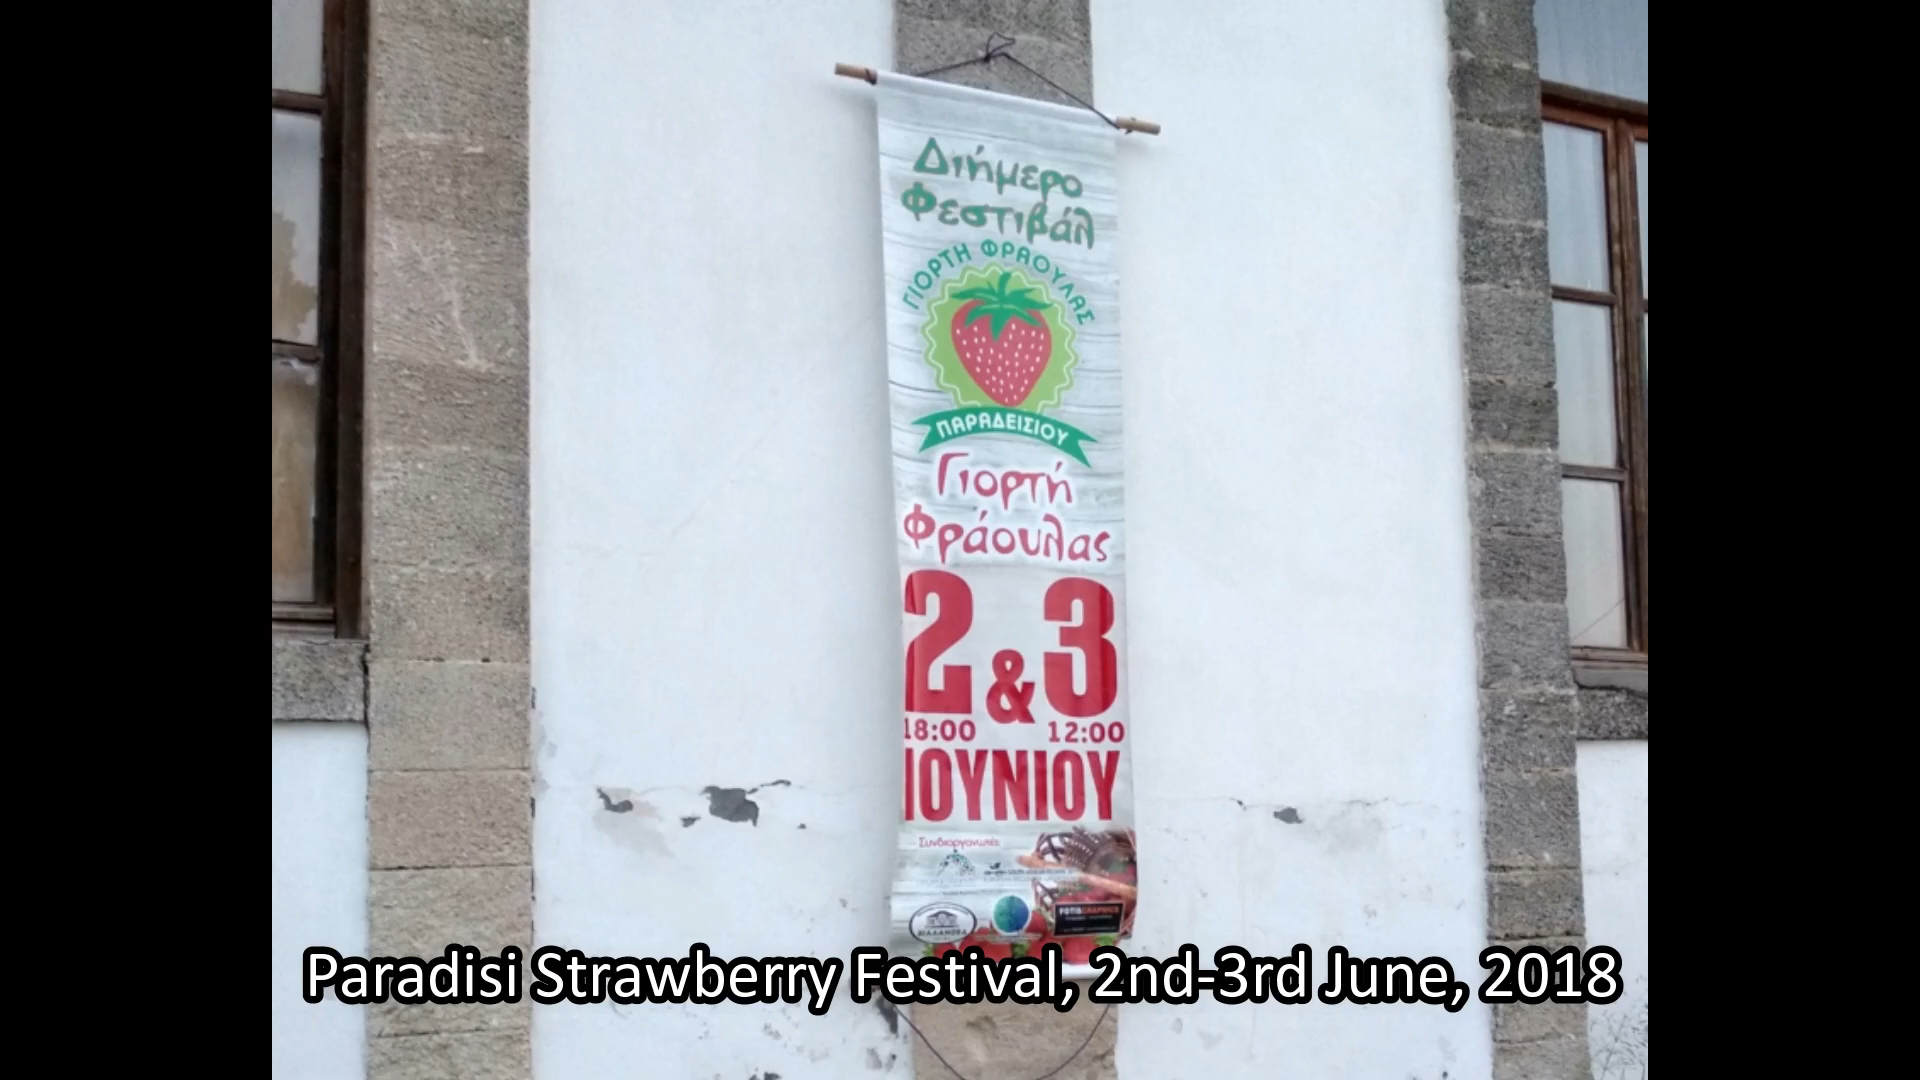 Διήμερο
Φεστιβάλ
ΓΙΟΡΤΗ ΦΡΑΟΥΛΑΣ
ΠΑΡΑΔΕΙΣΙΟΥ
Γιορτή
Φράουλας
2 & 3
18:00 12:00
ΙΟΥΝΙΟΥ
Συνδιοργανωτές
FOTISGRAPHICS
Paradisi Strawberry Festival, 2nd-3rd June, 2018